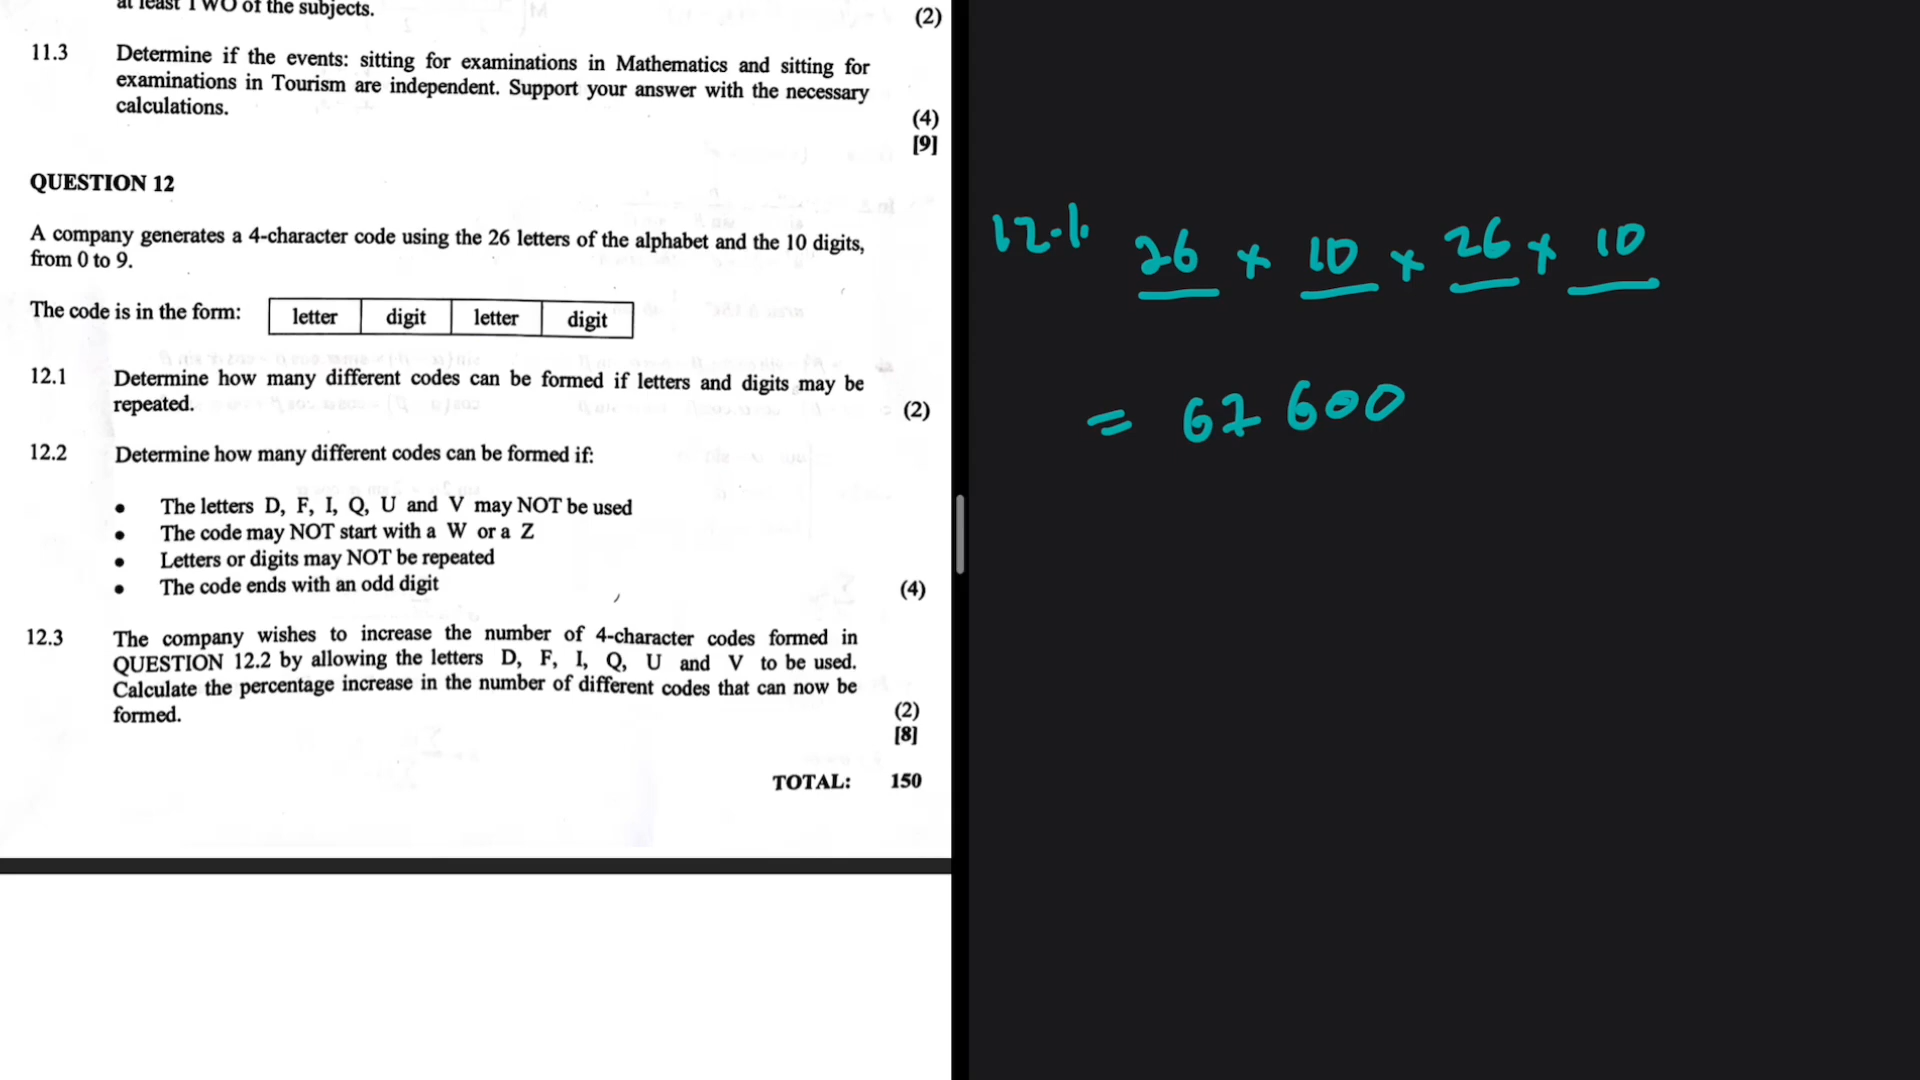 at least TWO of the subjects.
(2)
11.3 Determine if the events: sitting for examinations in Mathematics and sitting for
examinations in Tourism are independent. Support your answer with the necessary
calculations.
(4)
[9]
QUESTION 12
A company generates a 4-character code using the 26 letters of the alphabet and the 10 digits,
from 0 to 9.
The code is in the form: letter digit letter digit
12.1 Determine how many different codes can be formed if letters and digits may be
repeated.
(2)
12.2 Determine how many different codes can be formed if:
• The letters D, F, I, Q, U and V may NOT be used
• The code may NOT start with a W or a Z
• Letters or digits may NOT be repeated
• The code ends with an odd digit
(4)
12.3 The company wishes to increase the number of 4-character codes formed in
QUESTION 12.2 by allowing the letters D, F, I, Q, U and V to be used.
Calculate the percentage increase in the number of different codes that can now be
formed.
(2)
[8]
TOTAL: 150
12.1. 26 × 10 × 26 × 10
= 67 600